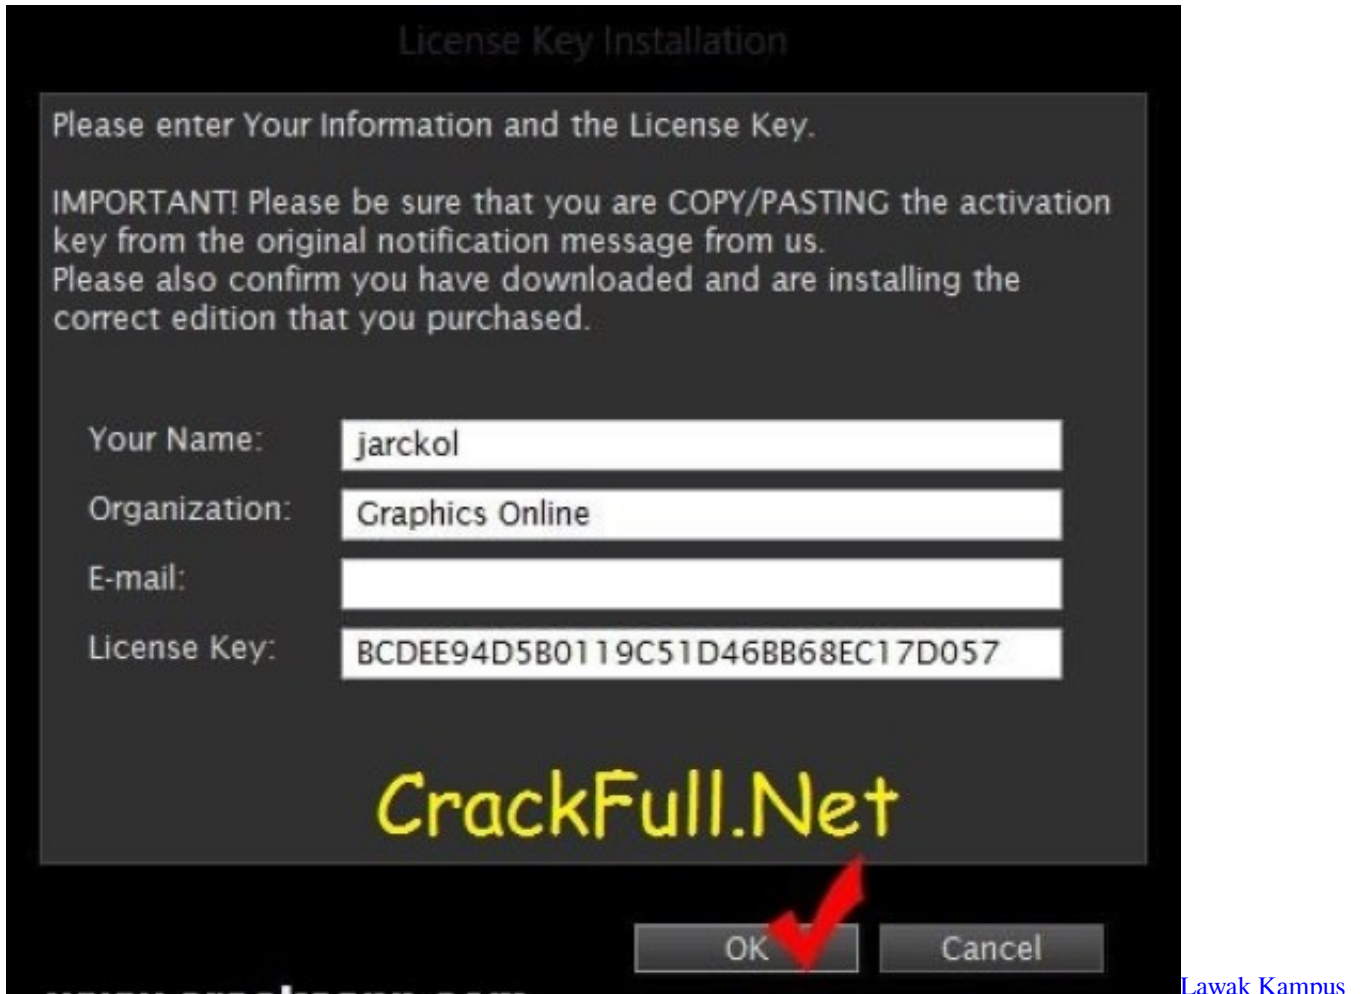 License Key Installation
Please enter Your Information and the License Key.
IMPORTANT! Please be sure that you are COPY/PASTING the activation
key from the original notification message from us.
Please also confirm you have downloaded and are installing the
correct edition that you purchased.
Your Name: jarckol
Organization: Graphics Online
E-mail:
License Key: BCDEE94D5B0119C51D46BB68EC17D057
CrackFull.Net
OK Cancel
Lawak Kampus